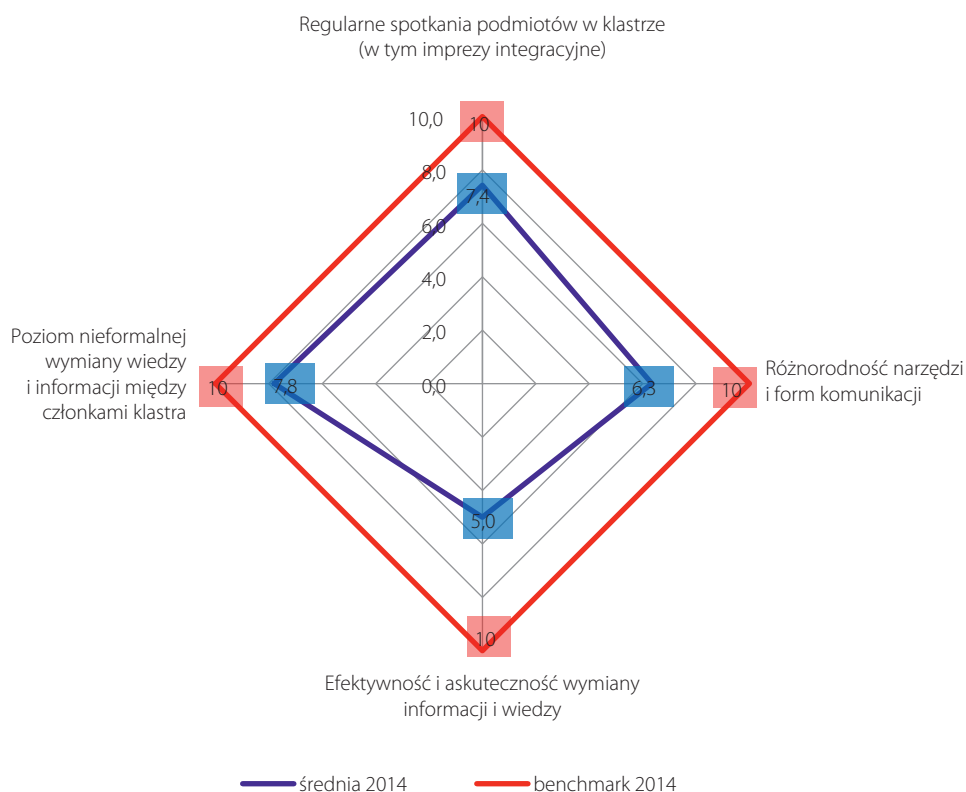 Regularne spotkania podmiotów w klastrze
(w tym imprezy integracyjne)
10,0
10
8,0
7,4
6,0
4,0
2,0
0,0
Poziom nieformalnej
wymiany wiedzy
i informacji między
członkami klastra
10
7,8
6,3
10
Różnorodność narzędzi
i form komunikacji
5,0
10
Efektywność i askuteczność wymiany
informacji i wiedzy
średnia 2014
benchmark 2014